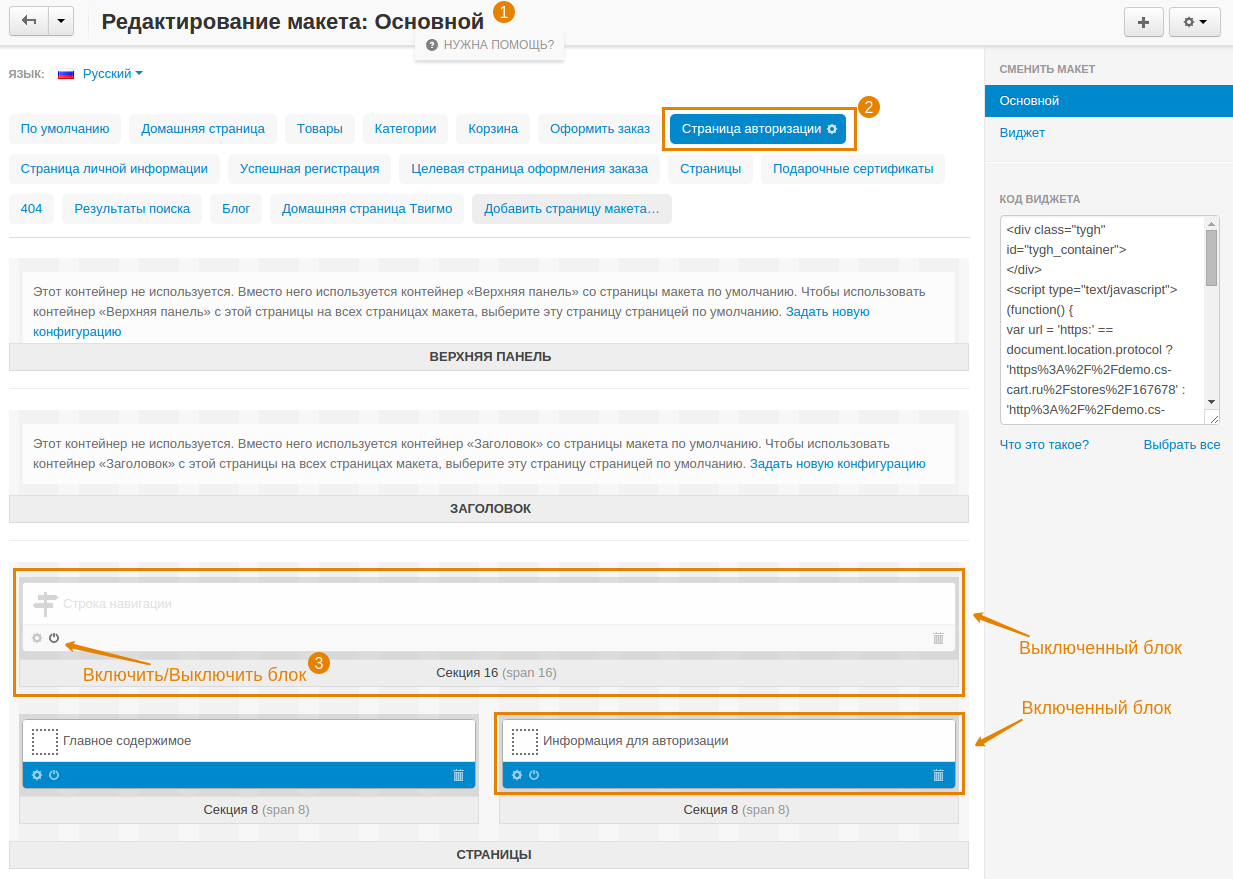 Редактирование макета: Основной 1
НУЖНА ПОМОЩЬ?
ЯЗЫК: Русский
По умолчанию Домашняя страница Товары Категории Корзина Оформить заказ Страница авторизации 2
Страница личной информации Успешная регистрация Целевая страница оформления заказа Страницы Подарочные сертификаты
404 Результаты поиска Блог Домашняя страница Твигмо Добавить страницу макета…
Этот контейнер не используется. Вместо него используется контейнер «Верхняя панель» со страницы макета по умолчанию. Чтобы использовать
контейнер «Верхняя панель» с этой страницы на всех страницах макета, выберите эту страницу страницей по умолчанию. Задать новую
конфигурацию
ВЕРХНЯЯ ПАНЕЛЬ
Этот контейнер не используется. Вместо него используется контейнер «Заголовок» со страницы макета по умолчанию. Чтобы использовать
контейнер «Заголовок» с этой страницы на всех страницах макета, выберите эту страницу страницей по умолчанию. Задать новую конфигурацию
ЗАГОЛОВОК
Строка навигации
Включить/Выключить блок 3
Секция 16 (span 16)
Выключенный блок
Включенный блок
Главное содержимое
Секция 8 (span 8)
Информация для авторизации
Секция 8 (span 8)
СТРАНИЦЫ
СМЕНИТЬ МАКЕТ
Основной
Виджет
КОД ВИДЖЕТА
<div class="tygh"
id="tygh_container">
</div>
<script type="text/javascript">
(function() {
var url = 'https:' ==
document.location.protocol ?
'https%3A%2F%2Fdemo.cs-
cart.ru%2Fstores%2F167678' :
'http%3A%2F%2Fdemo.cs-
Что это такое? Выбрать все